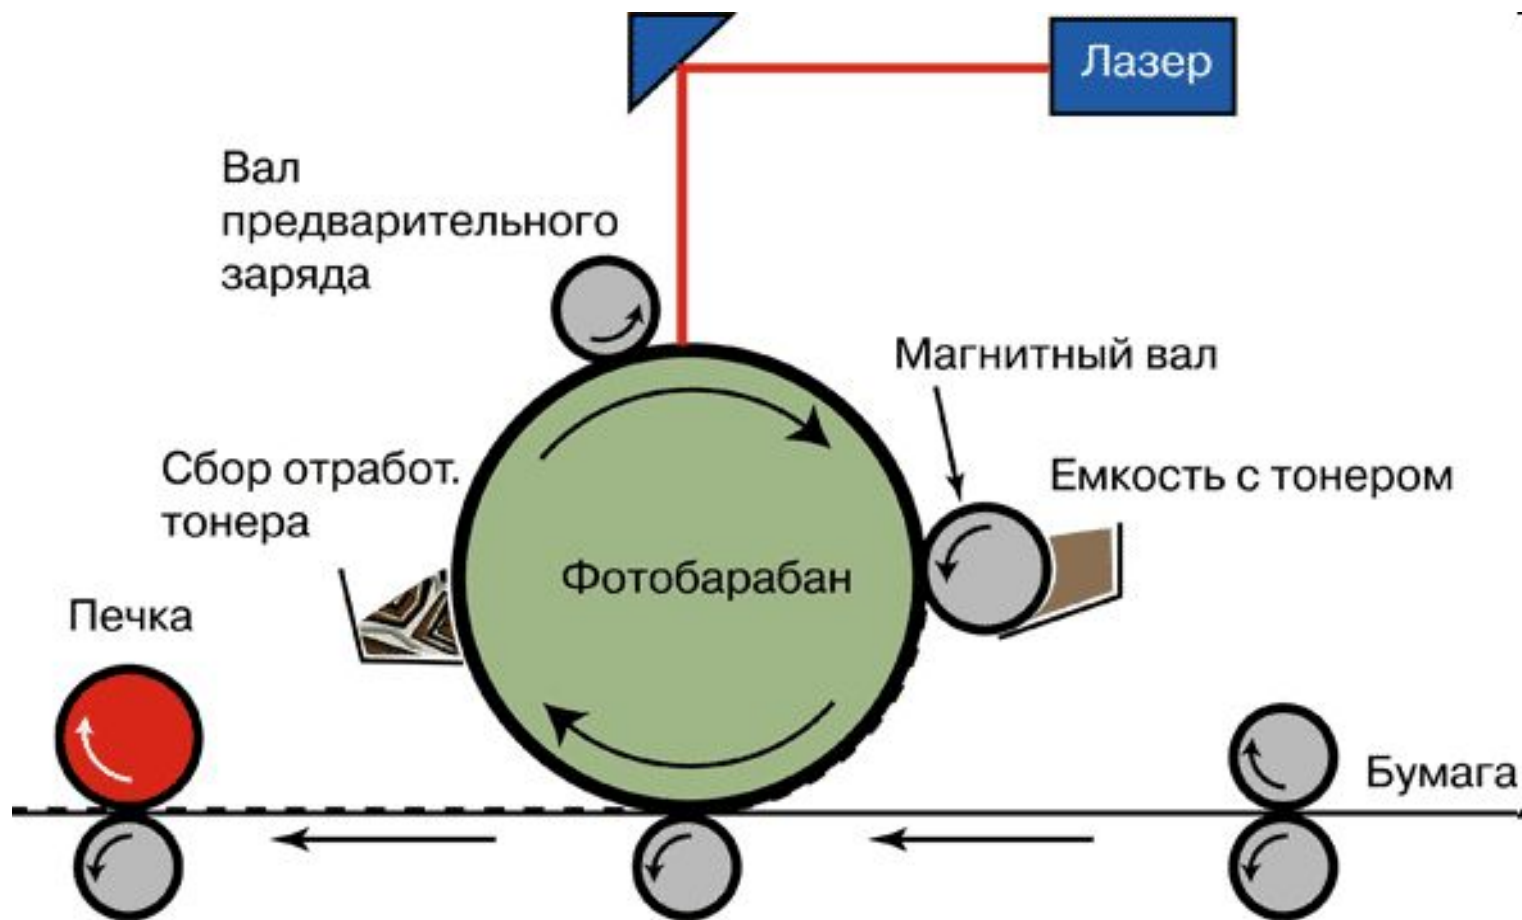 Лазер
Вал
предварительного
заряда
Магнитный вал
Сбор отработ.
тонера
Емкость с тонером
Фотобарабан
Печка
Бумага